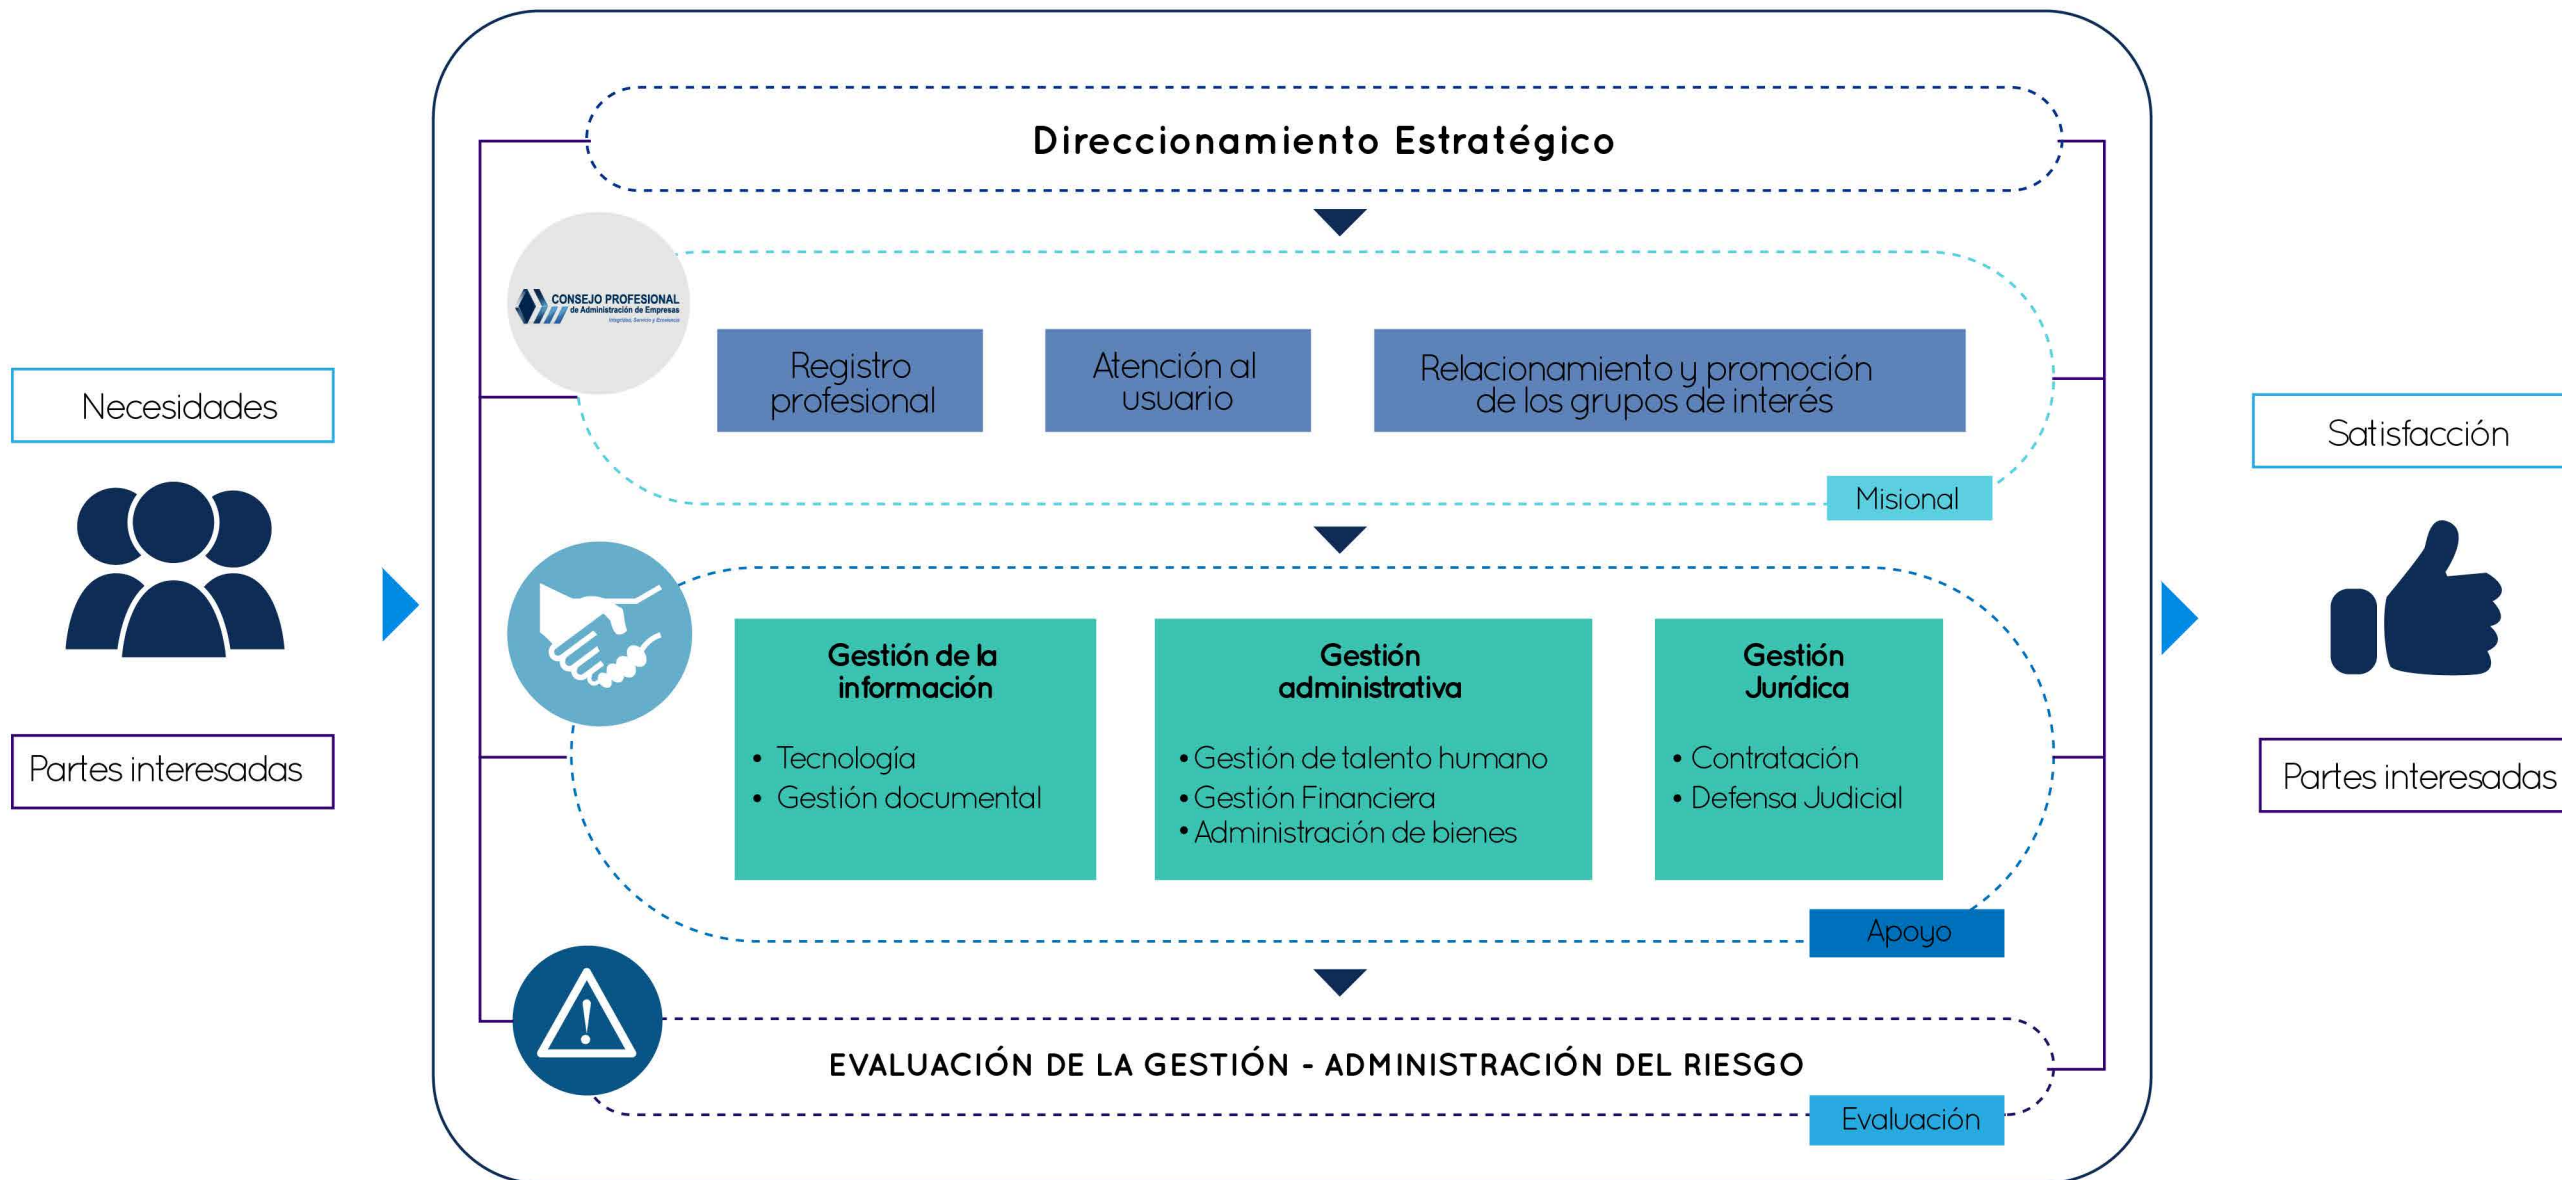 Direccionamiento Estratégico
CONSEJO PROFESIONAL
de Administración de Empresas
Integridad, Servicio y Excelencia
Registro
profesional
Atención al
usuario
Relacionamiento y promoción
de los grupos de interés
Misional
Necesidades
Partes interesadas
Gestión de la
información
• Tecnología
• Gestión documental
Gestión
administrativa
• Gestión de talento humano
• Gestión Financiera
• Administración de bienes
Gestión
Jurídica
• Contratación
• Defensa Judicial
Apoyo
EVALUACIÓN DE LA GESTIÓN - ADMINISTRACIÓN DEL RIESGO
Evaluación
Satisfacción
Partes interesadas